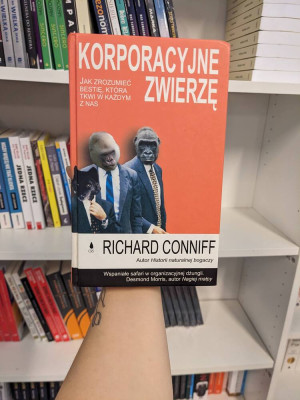 KORPORACYJNE
ZWIERZĘ
JAK ZROZUMIEĆ
BESTIE, KTÓRA
TKWI W KAŻDYM
Z NAS
RICHARD CONNIFF
Autor Historii naturalnej bogaczy
Wspaniałe safari w organizacyjnej dżungli.
Desmond Morris, autor Nagiej małpy